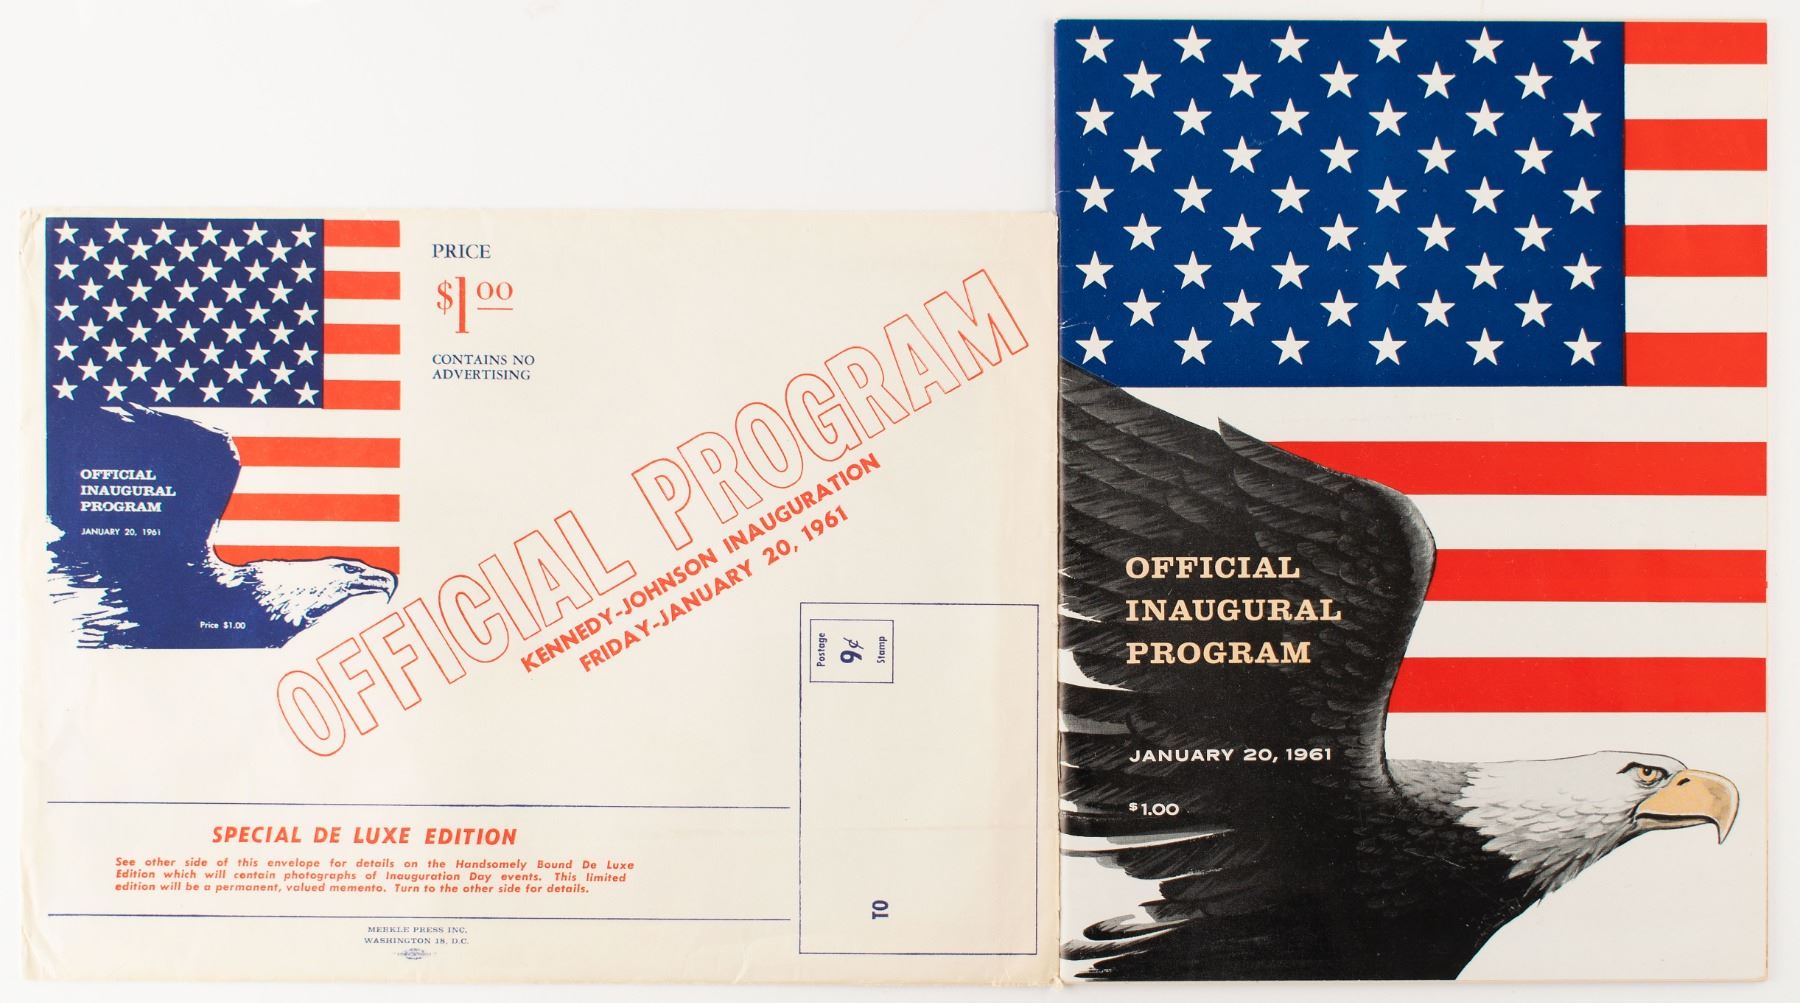 OFFICIAL
INAUGURAL
PROGRAM
JANUARY 20, 1961
Price $1.00
PRICE
$1 00
CONTAINS NO
ADVERTISING
OFFICIAL PROGRAM
KENNEDY-JOHNSON INAUGURATION
FRIDAY-JANUARY 20, 1961
Postage
9¢
Stamp
TO
SPECIAL DE LUXE EDITION
See other side of this envelope for details on the Handsomely Bound De Luxe
Edition which will contain photographs of Inauguration Day events. This limited
edition will be a permanent, valued memento. Turn to the other side for details.
MERKLE PRESS INC.
WASHINGTON 18, D.C.
OFFICIAL
INAUGURAL
PROGRAM
JANUARY 20, 1961
$1.00